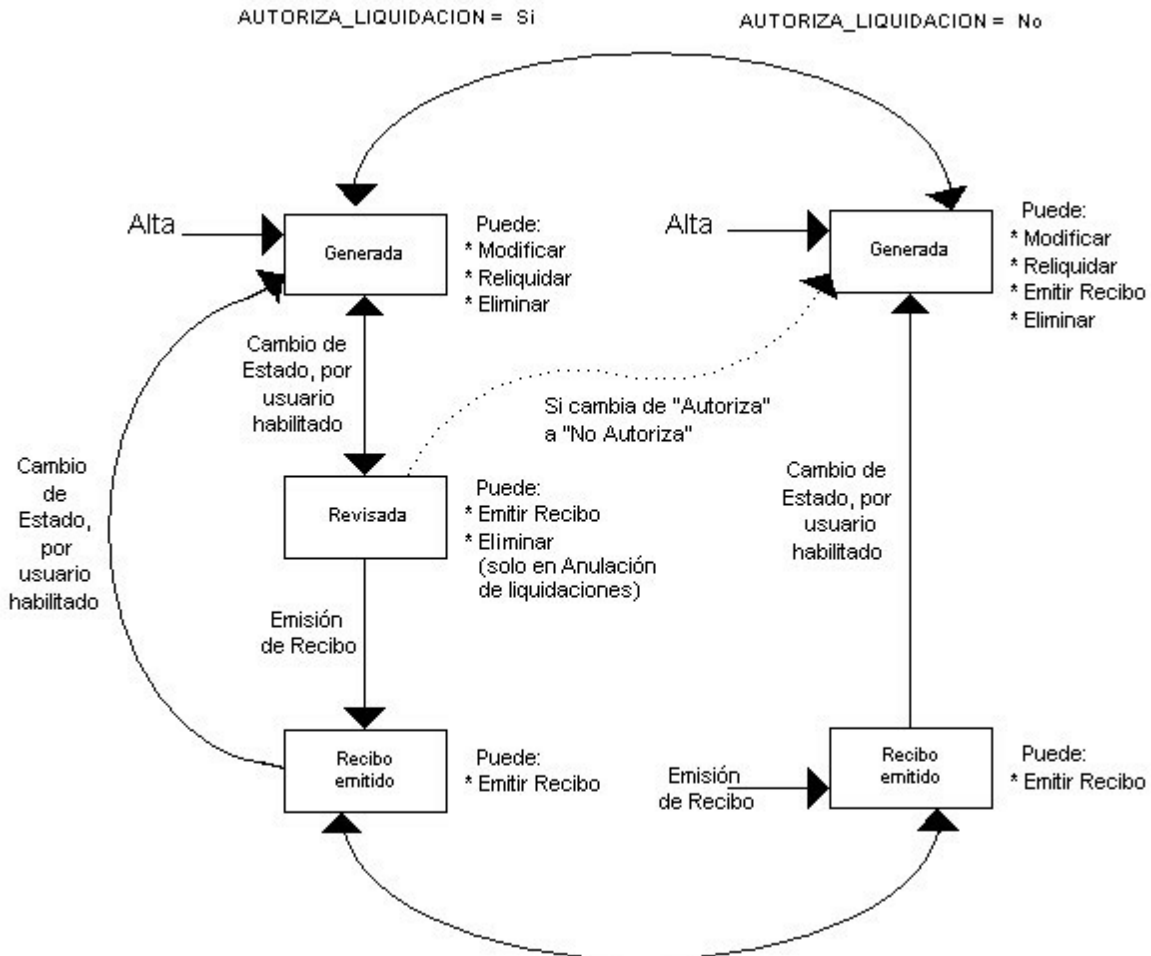 AUTORIZA_LIQUIDACION = Si
AUTORIZA_LIQUIDACION = No
Alta
Generada
Puede:
* Modificar
* Reliquidar
* Eliminar
Alta
Generada
Puede:
* Modificar
* Reliquidar
* Emitir Recibo
* Eliminar
Cambio de
Estado, por
usuario
habilitado
Si cambia de "Autoriza"
a "No Autoriza"
Cambio
de
Estado,
por
usuario
habilitado
Revisada
Puede:
* Emitir Recibo
* Eliminar
(solo en Anulación
de liquidaciones)
Cambio de
Estado, por
usuario
habilitado
Emisión
de Recibo
Recibo
emitido
Puede:
* Emitir Recibo
Emisión
de Recibo
Recibo
emitido
Puede:
* Emitir Recibo